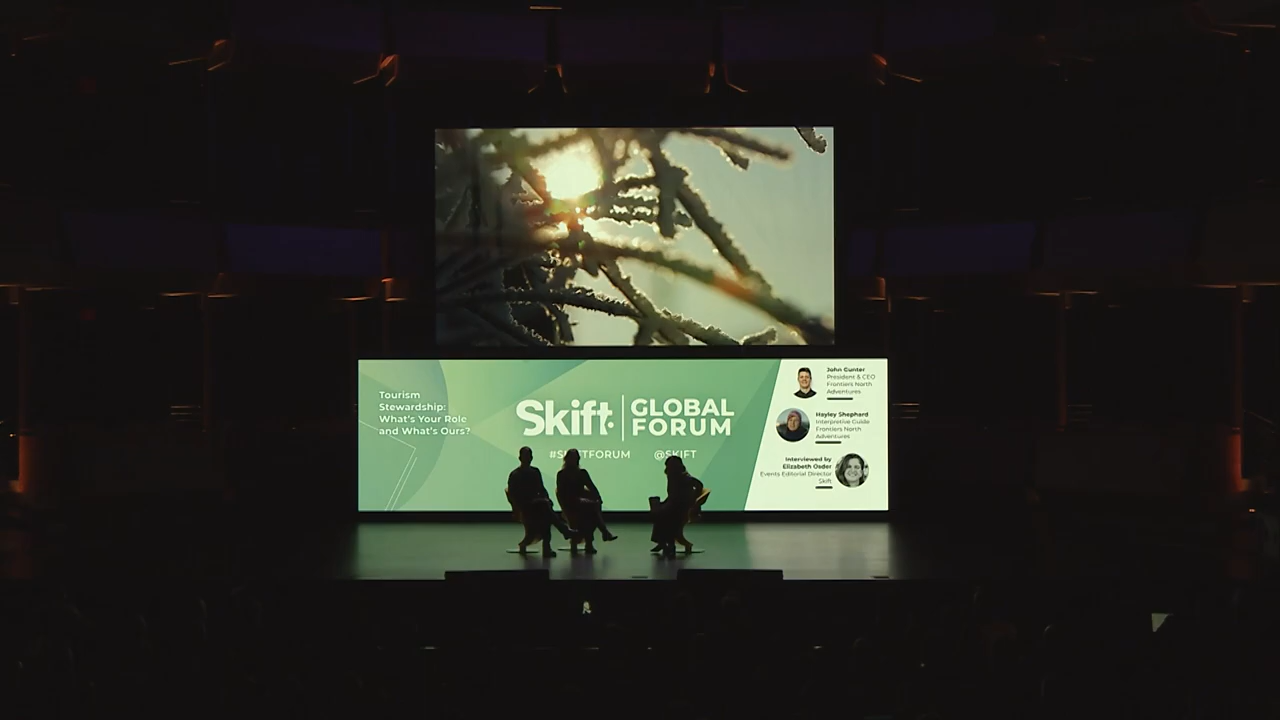 Tourism
Stewardship:
What's Your Role
and What's Ours?
Skift
GLOBAL
FORUM
#SKIFTFORUM @SKIFT
John Gunter
President & CEO
Frontiers North
Adventures
Hayley Shephard
Interpretive Guide
Frontiers North
Adventures
Interviewed by
Elizabeth Osder
Events Editorial Director
Skift